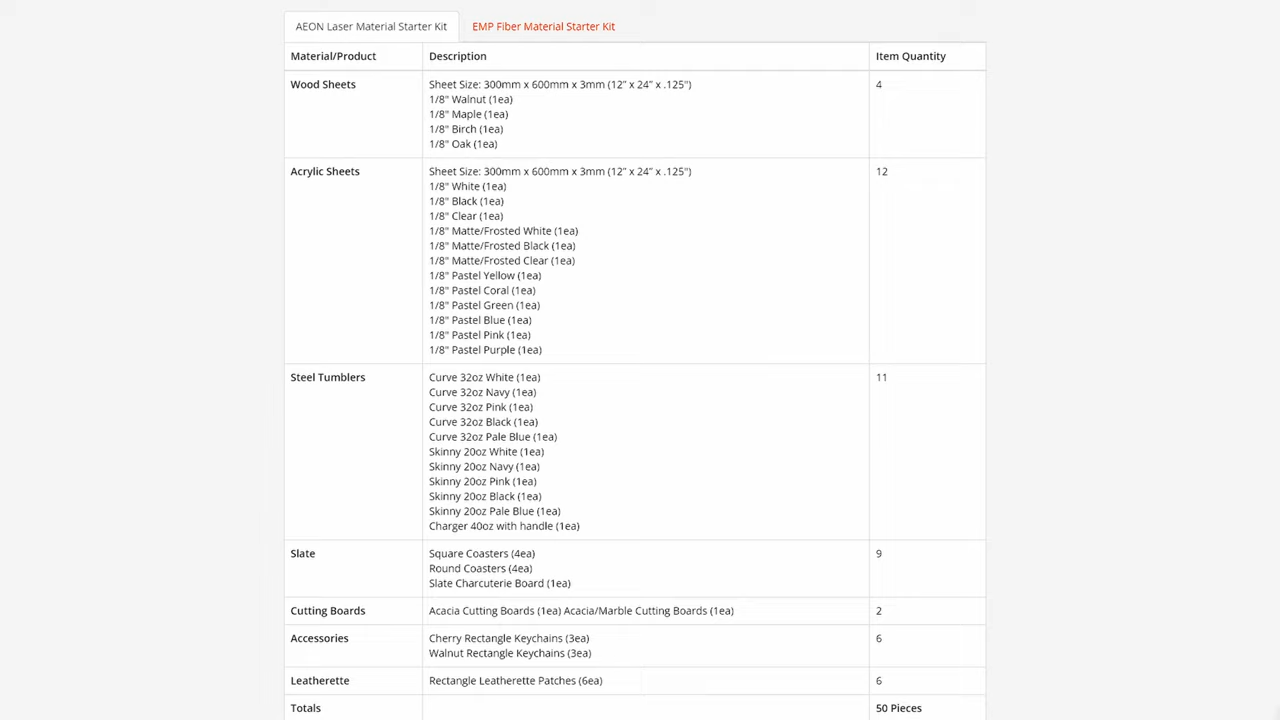 AEON Laser Material Starter Kit
EMP Fiber Material Starter Kit
Material/Product Description Item Quantity
Wood Sheets Sheet Size: 300mm x 600mm x 3mm (12” x 24” x .125") 4
1/8" Walnut (1ea)
1/8" Maple (1ea)
1/8" Birch (1ea)
1/8" Oak (1ea)
Acrylic Sheets Sheet Size: 300mm x 600mm x 3mm (12” x 24” x .125") 12
1/8" White (1ea)
1/8" Black (1ea)
1/8" Clear (1ea)
1/8" Matte/Frosted White (1ea)
1/8" Matte/Frosted Black (1ea)
1/8" Matte/Frosted Clear (1ea)
1/8" Pastel Yellow (1ea)
1/8" Pastel Coral (1ea)
1/8" Pastel Green (1ea)
1/8" Pastel Blue (1ea)
1/8" Pastel Pink (1ea)
1/8" Pastel Purple (1ea)
Steel Tumblers Curve 32oz White (1ea) 11
Curve 32oz Navy (1ea)
Curve 32oz Pink (1ea)
Curve 32oz Black (1ea)
Curve 32oz Pale Blue (1ea)
Skinny 20oz White (1ea)
Skinny 20oz Navy (1ea)
Skinny 20oz Pink (1ea)
Skinny 20oz Black (1ea)
Skinny 20oz Pale Blue (1ea)
Charger 40oz with handle (1ea)
Slate Square Coasters (4ea) 9
Round Coasters (4ea)
Slate Charcuterie Board (1ea)
Cutting Boards Acacia Cutting Boards (1ea) Acacia/Marble Cutting Boards (1ea) 2
Accessories Cherry Rectangle Keychains (3ea) 6
Walnut Rectangle Keychains (3ea)
Leatherette Rectangle Leatherette Patches (6ea) 6
Totals 50 Pieces